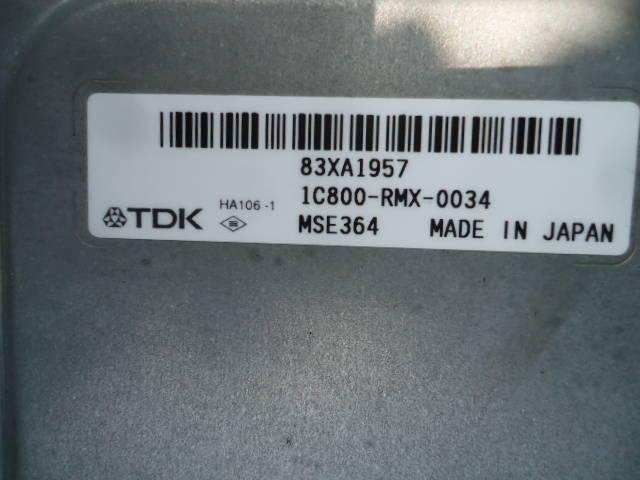 83XA1957
1C800-RMX-0034
TDK HA106-1 MSE364 MADE IN JAPAN